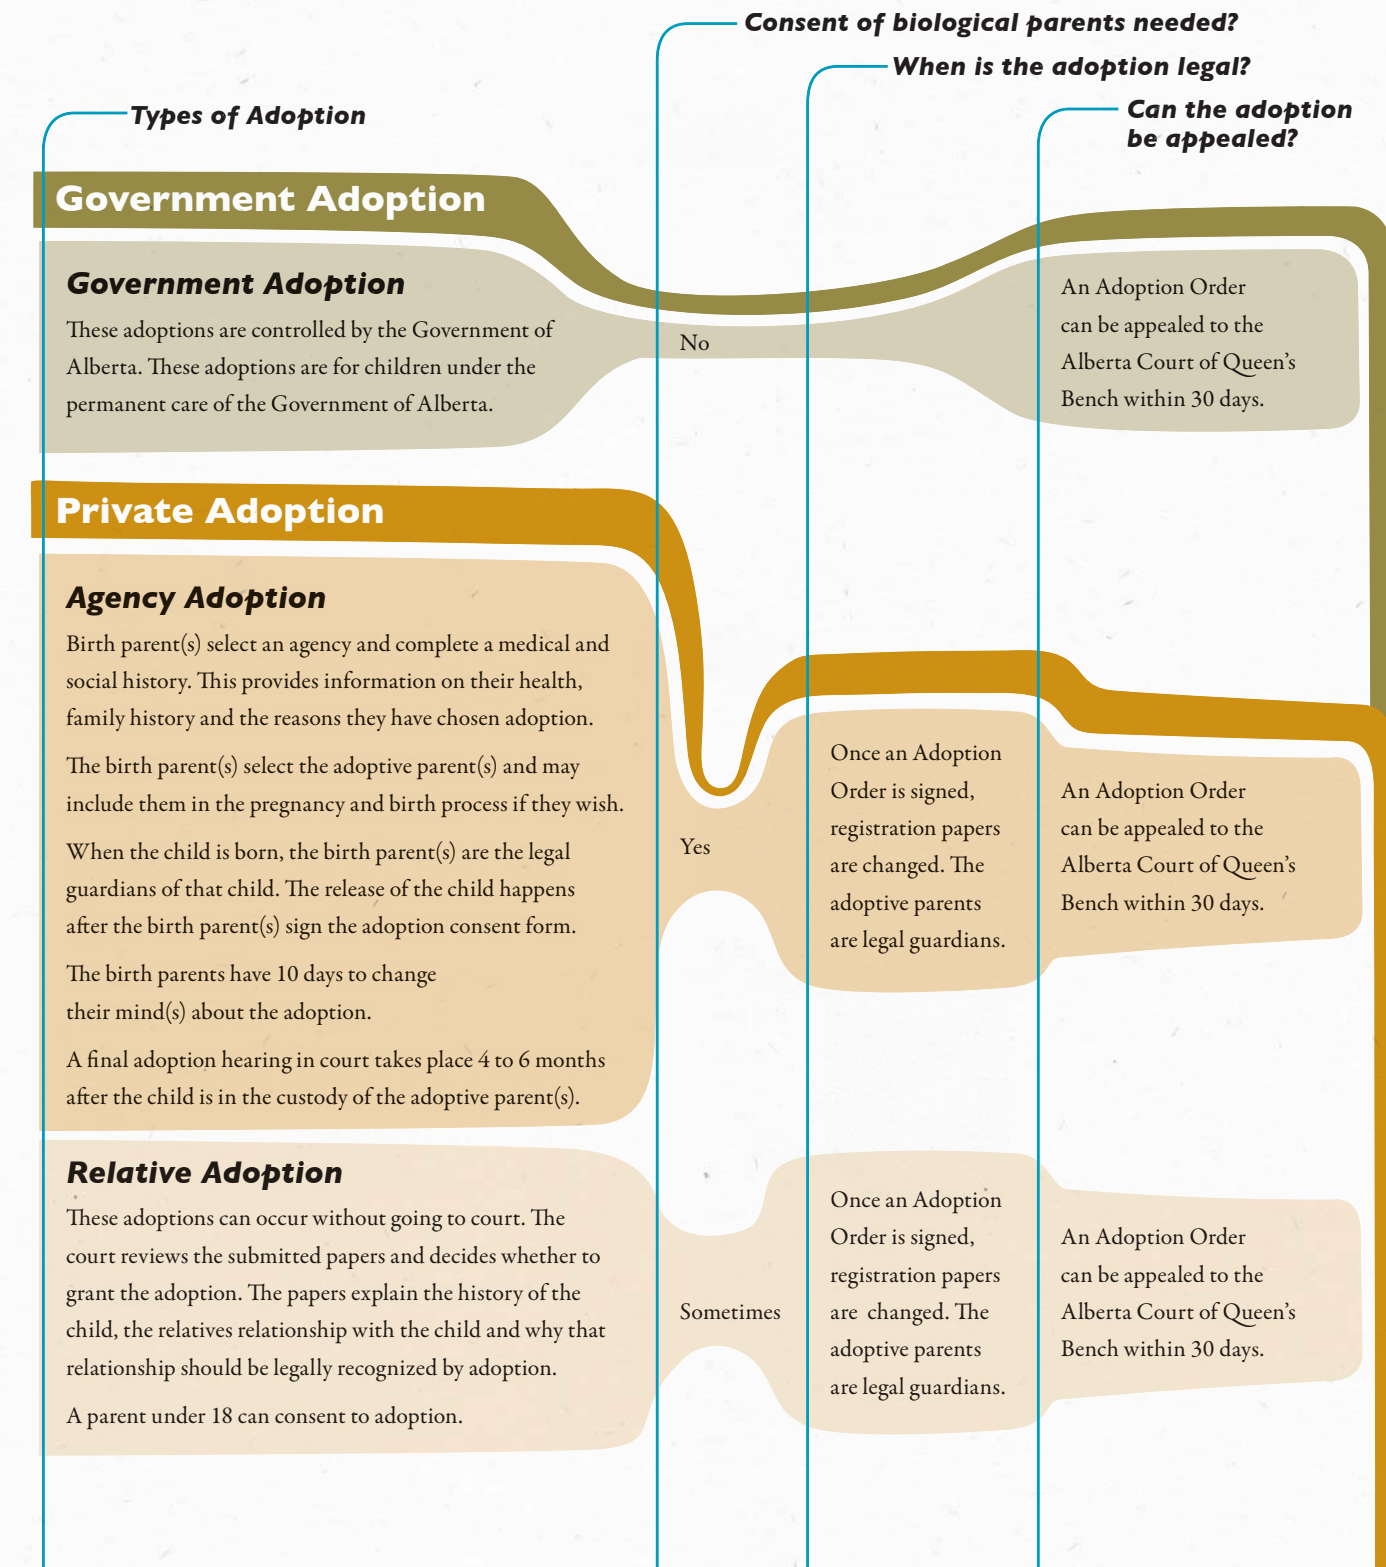 Consent of biological parents needed?
When is the adoption legal?
Types of Adoption
Can the adoption
be appealed?
Government Adoption
Government Adoption
These adoptions are controlled by the Government of
Alberta. These adoptions are for children under the
permanent care of the Government of Alberta.
No
An Adoption Order
can be appealed to the
Alberta Court of Queen's
Bench within 30 days.
Private Adoption
Agency Adoption
Birth parent(s) select an agency and complete a medical and
social history. This provides information on their health,
family history and the reasons they have chosen adoption.
The birth parent(s) select the adoptive parent(s) and may
include them in the pregnancy and birth process if they wish.
When the child is born, the birth parent(s) are the legal
guardians of that child. The release of the child happens
after the birth parent(s) sign the adoption consent form.
The birth parents have 10 days to change
their mind(s) about the adoption.
A final adoption hearing in court takes place 4 to 6 months
after the child is in the custody of the adoptive parent(s).
Yes
Once an Adoption
Order is signed,
registration papers
are changed. The
adoptive parents
are legal guardians.
An Adoption Order
can be appealed to the
Alberta Court of Queen's
Bench within 30 days.
Relative Adoption
These adoptions can occur without going to court. The
court reviews the submitted papers and decides whether to
grant the adoption. The papers explain the history of the
child, the relatives relationship with the child and why that
relationship should be legally recognized by adoption.
A parent under 18 can consent to adoption.
Sometimes
Once an Adoption
Order is signed,
registration papers
are changed. The
adoptive parents
are legal guardians.
An Adoption Order
can be appealed to the
Alberta Court of Queen's
Bench within 30 days.